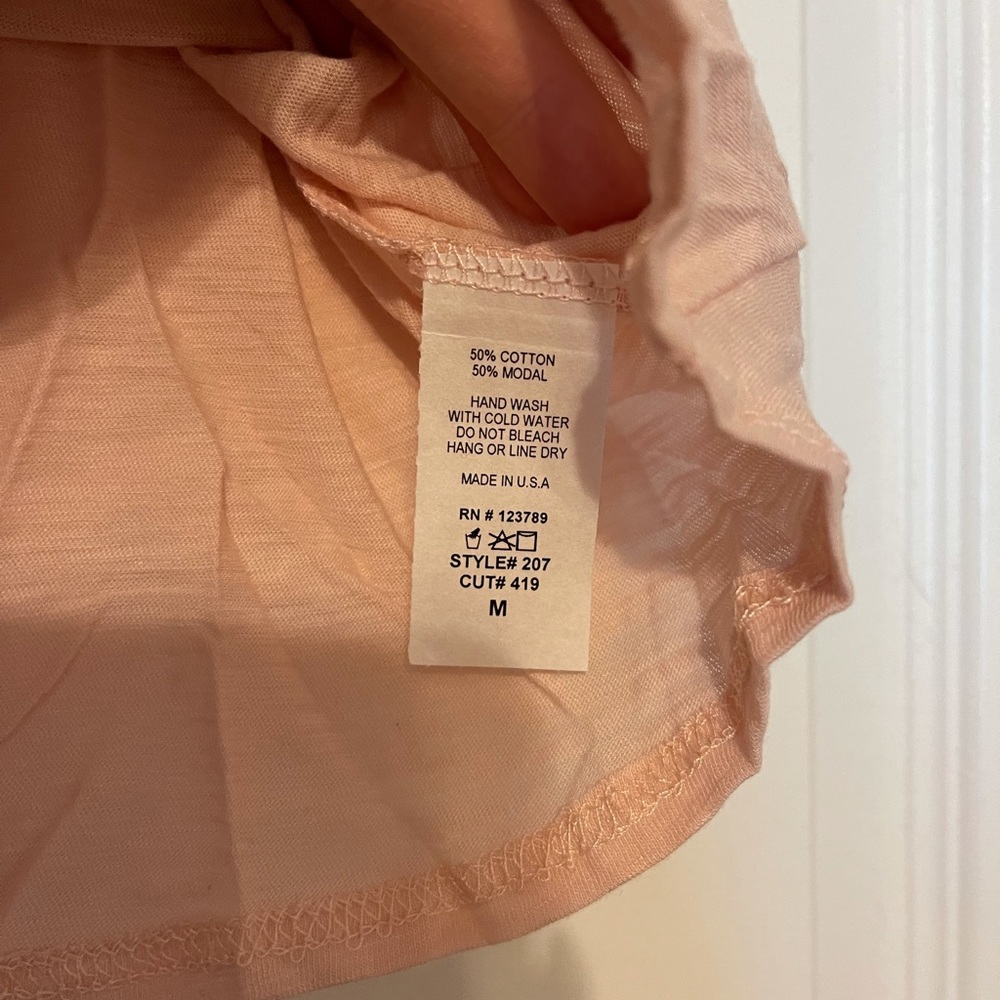 50% COTTON
50% MODAL
HAND WASH
WITH COLD WATER
DO NOT BLEACH
HANG OR LINE DRY
MADE IN U.S.A
RN # 123789
STYLE# 207
CUT# 419
M